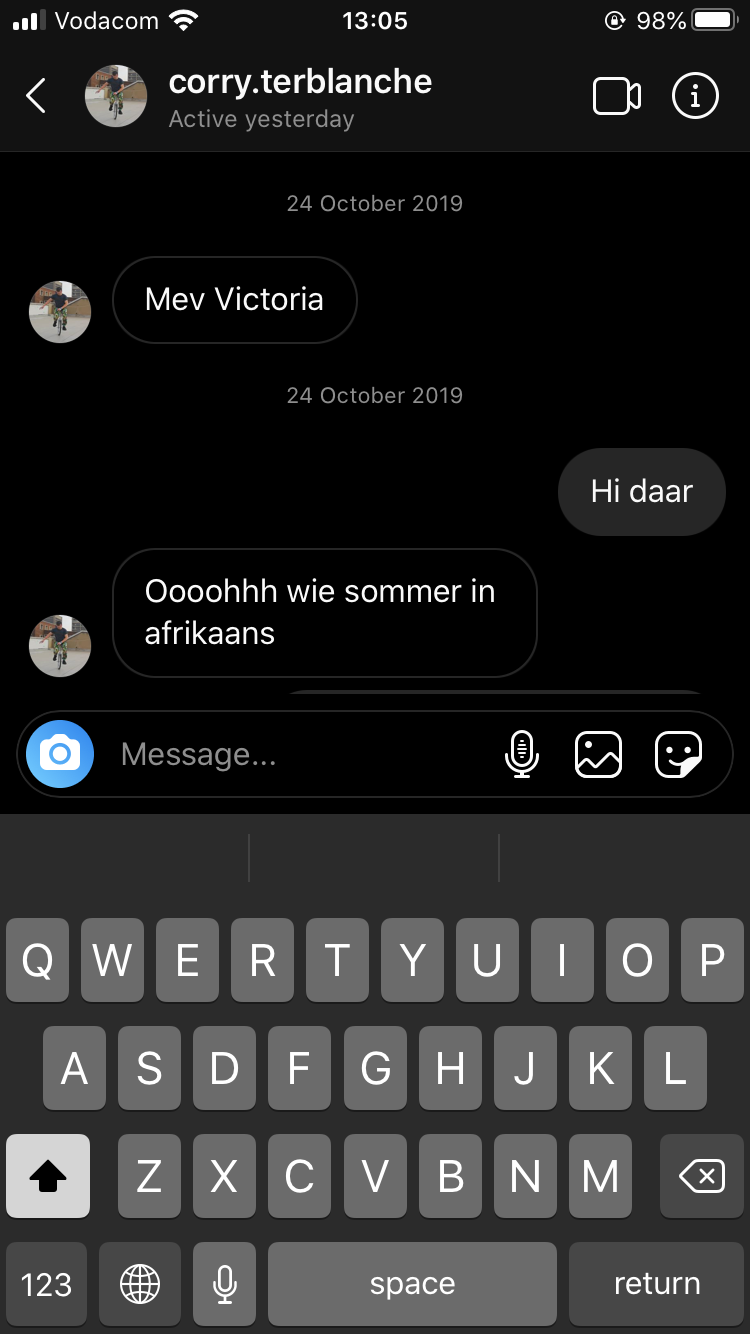 Vodacom 13:05 98%
corry.terblanche
Active yesterday
24 October 2019
Mev Victoria
24 October 2019
Hi daar
Oooohhh wie sommer in
afrikaans
Message...
Q W E R T Y U I O P
A S D F G H J K L
Z X C V B N M
123 space return